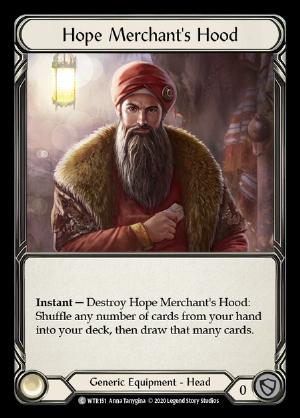 Hope Merchant's Hood
Instant — Destroy Hope Merchant's Hood:
Shuffle any number of cards from your hand
into your deck, then draw that many cards.
Generic Equipment - Head
0
WTR151 Anna Tarrygina © 2020 Legend Story Studios